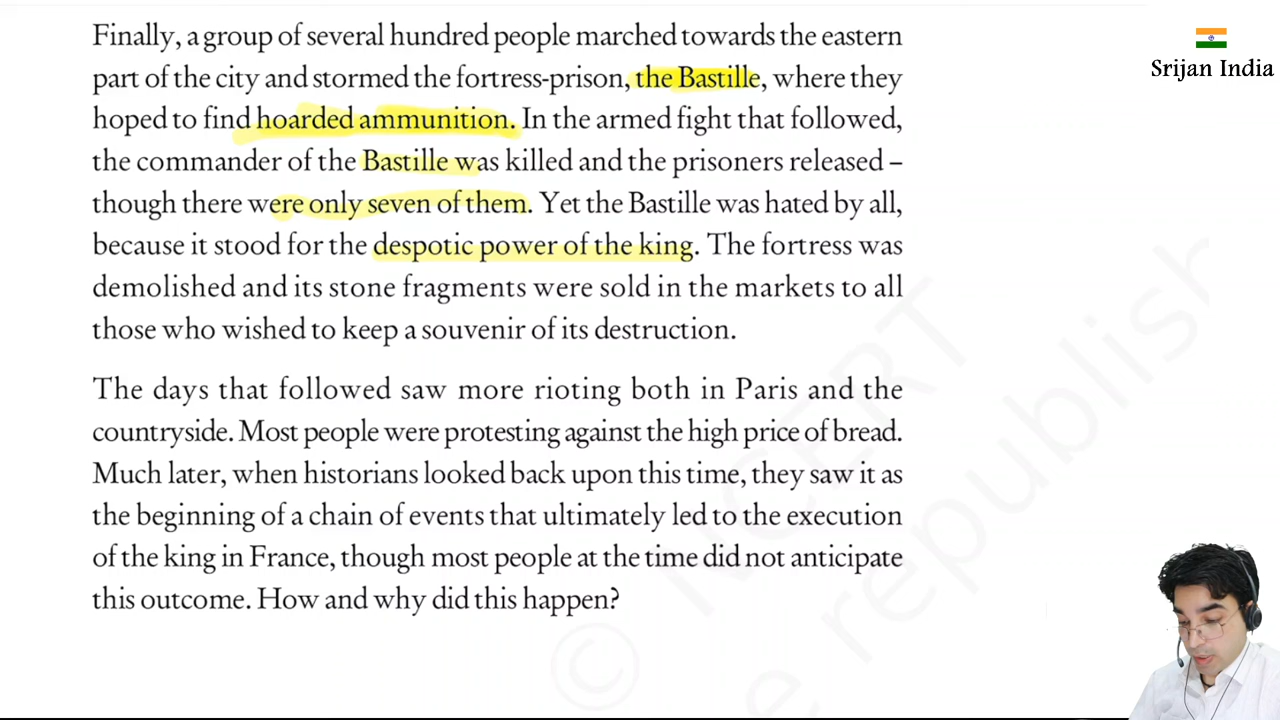 Finally, a group of several hundred people marched towards the eastern
part of the city and stormed the fortress-prison, the Bastille, where they
hoped to find hoarded ammunition. In the armed fight that followed,
the commander of the Bastille was killed and the prisoners released –
though there were only seven of them. Yet the Bastille was hated by all,
because it stood for the despotic power of the king. The fortress was
demolished and its stone fragments were sold in the markets to all
those who wished to keep a souvenir of its destruction.
The days that followed saw more rioting both in Paris and the
countryside. Most people were protesting against the high price of bread.
Much later, when historians looked back upon this time, they saw it as
the beginning of a chain of events that ultimately led to the execution
of the king in France, though most people at the time did not anticipate
this outcome. How and why did this happen?
Srijan India
© NCERT
e republish